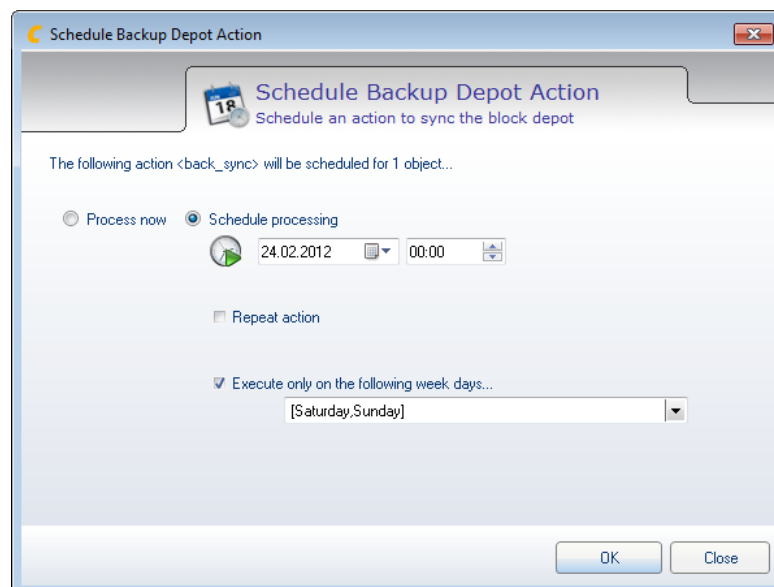 Schedule Backup Depot Action
18
Schedule Backup Depot Action
Schedule an action to sync the block depot
The following action <back_sync> will be scheduled for 1 object...
Process now Schedule processing
24.02.2012 00:00
Repeat action
Execute only on the following week days...
[Saturday,Sunday]
OK Close